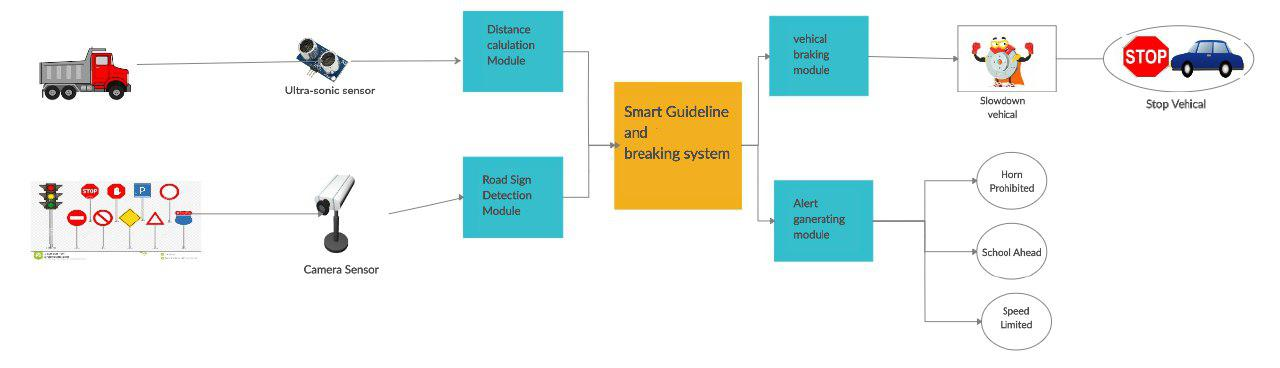 Distance
calulation
Module
vehical
braking
module
STOP
Ultra-sonic sensor
Slowdown
vehical
Stop Vehical
Smart Guideline
and
breaking system
Road Sign
Detection
Module
STOP
P
Camera Sensor
Alert
ganerating
module
Horn
Prohibited
School Ahead
Speed
Limited